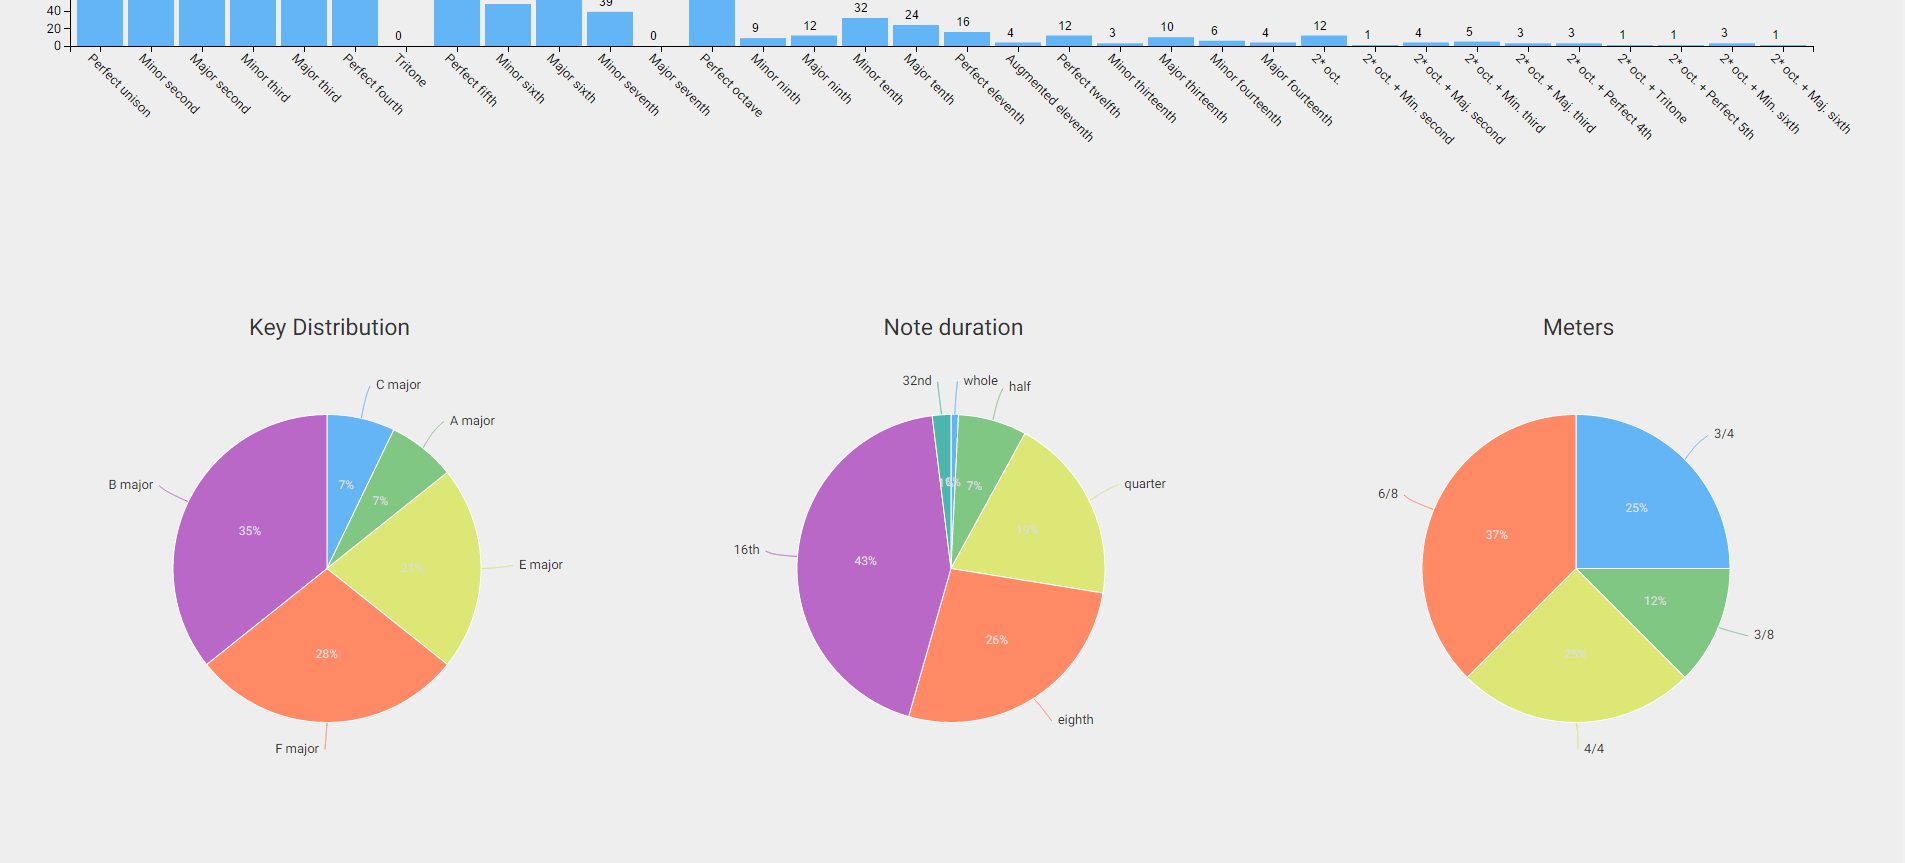 40
20
0
39
0
0
9
12
32
24
16
4
12
3
10
6
4
12
1
4
5
3
3
1
1
3
1
Perfect unison
Minor second
Major second
Minor third
Major third
Perfect fourth
Tritone
Perfect fifth
Minor sixth
Major sixth
Minor seventh
Major seventh
Perfect octave
Minor ninth
Major ninth
Minor tenth
Major tenth
Perfect eleventh
Augmented eleventh
Perfect twelfth
Minor thirteenth
Major thirteenth
Minor fourteenth
Major fourteenth
2* oct.
2* oct. + Min. second
2* oct. + Maj. second
2* oct. + Min. third
2* oct. + Maj. third
2* oct. + Perfect 4th
2* oct. + Tritone
2* oct. + Perfect 5th
2* oct. + Min. sixth
2* oct. + Maj. sixth
Key Distribution
C major
A major
B major
E major
F major
7%
7%
35%
21%
28%
Note duration
32nd
whole
half
quarter
16th
eighth
7%
19%
43%
26%
Meters
3/4
6/8
3/8
4/4
25%
37%
12%
25%